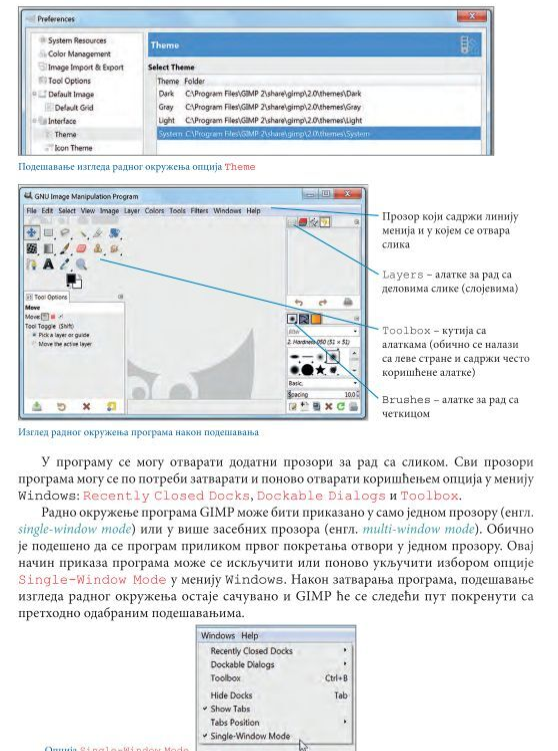 Preferences
System Resources
Color Management
Image Import & Export
Tool Options
Default Image
Default Grid
Interface
Theme
Icon Theme
Theme
Select Theme
Theme Folder
Dark C:\Program Files\GIMP 2\share\gimp\2.0\themes\Dark
Gray C:\Program Files\GIMP 2\share\gimp\2.0\themes\Gray
Light C:\Program Files\GIMP 2\share\gimp\2.0\themes\Light
System C:\Program Files\GIMP 2\share\gimp\2.0\themes\System
Подешавање изгледа радног окружења опција Theme
GNU Image Manipulation Program
File Edit Select View Image Layer Colors Tools Filters Windows Help
Tool Options
Move
Move:
Tool Toggle (Shift)
Pick a layer or guide
Move the active layer
filter
2. Hardness 050 (51 × 51)
Basic,
Spacing 10,0
Прозор који садржи линију
менија и у којем се отвара
слика
Layers – алатке за рад са
деловима слике (слојевима)
Toolbox – кутија са
алаткама (обично се налази
са леве стране и садржи често
коришћене алатке)
Brushes – алатке за рад са
четкицом
Изглед радног окружења програма након подешавања
У програму се могу отварати додатни прозори за рад са сликом. Сви прозори
програма могу се по потреби затварати и поново отварати коришћењем опција у менију
Windows: Recently Closed Docks, Dockable Dialogs и Toolbox.
Радно окружење програма GIMP може бити приказано у само једном прозору (енгл.
single-window mode) или у више засебних прозора (енгл. multi-window mode). Обично
је подешено да се програм приликом првог покретања отвори у једном прозору. Овај
начин приказа програма може се искључити или поново укључити избором опције
Single-Window Mode у менију Windows. Након затварања програма, подешавање
изгледа радног окружења остаје сачувано и GIMP ће се следећи пут покренути са
претходно одабраним подешавањима.
Windows Help
Recently Closed Docks
Dockable Dialogs
Toolbox Ctrl+B
Hide Docks Tab
Show Tabs
Tabs Position
Single-Window Mode
Опција Single-Window Mode